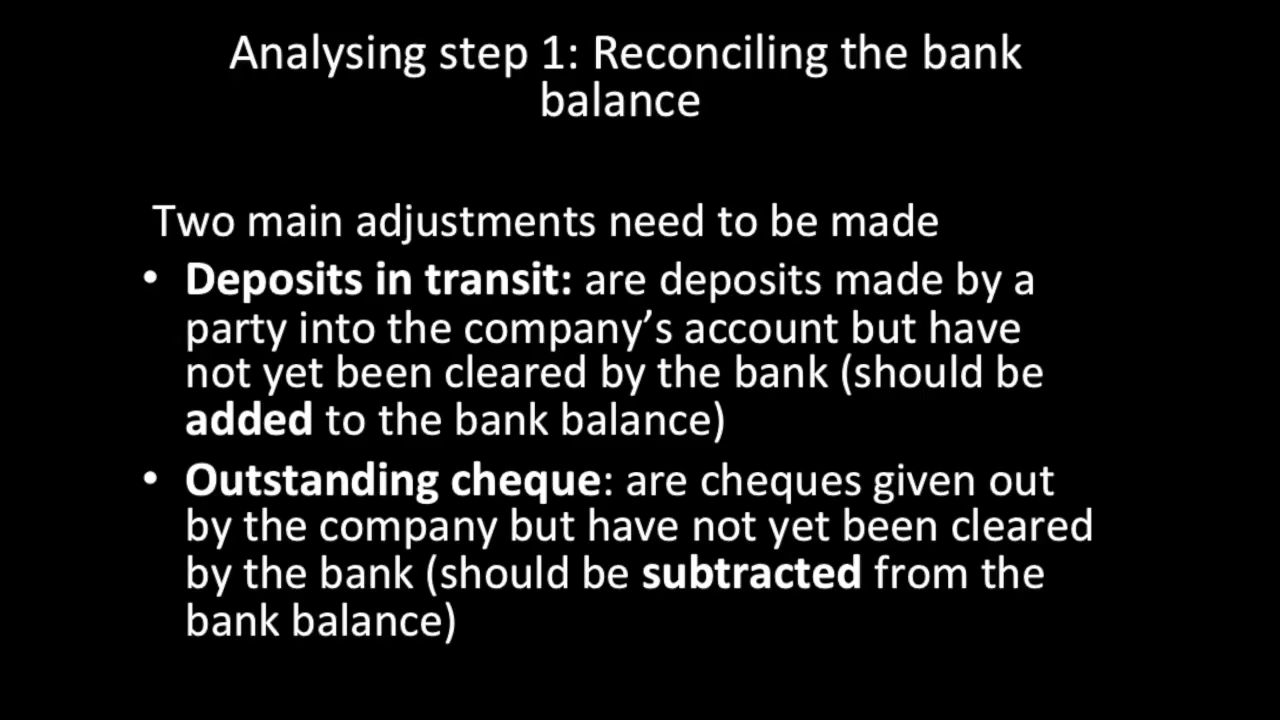 Analysing step 1: Reconciling the bank
balance
Two main adjustments need to be made
• Deposits in transit: are deposits made by a
party into the company’s account but have
not yet been cleared by the bank (should be
added to the bank balance)
• Outstanding cheque: are cheques given out
by the company but have not yet been cleared
by the bank (should be subtracted from the
bank balance)